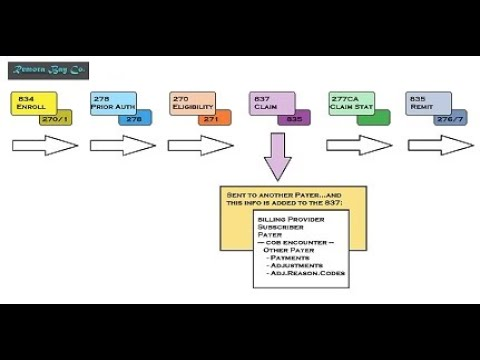 Remora Bay Co.
834
Enroll
270/1
278
Prior Auth
278
270
Eligibility
271
837
Claim
835
277CA
Claim Stat
835
Remit
276/7
Sent to another Payer...and
this info is added to the 837:
Billing Provider
Subscriber
Payer
-- COB encounter --
Other Payer
- Payments
- Adjustments
- Adj.Reason.Codes